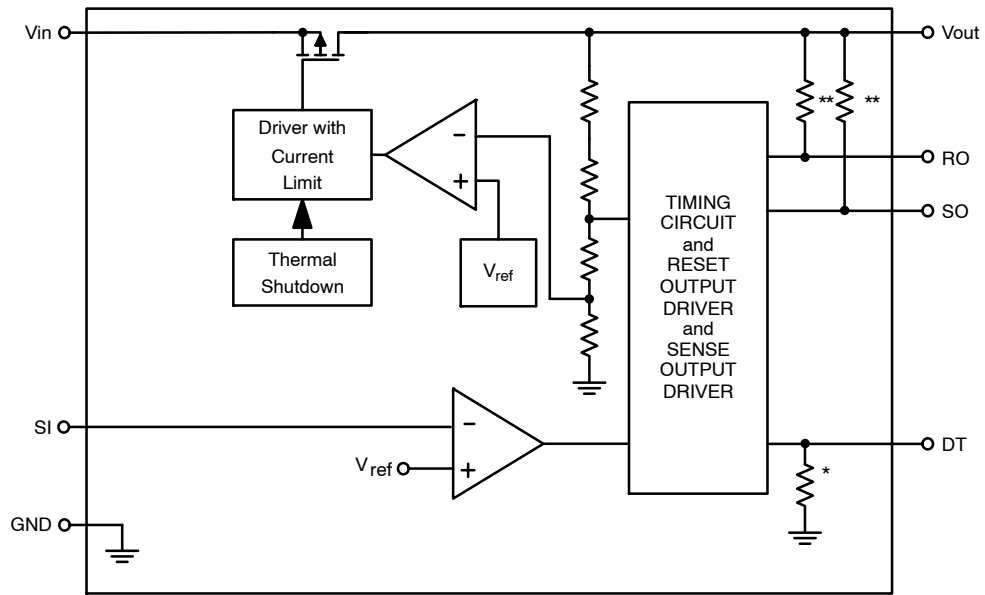 Vin
Vout
**
**
Driver with
Current
Limit
−
+
RO
SO
Thermal
Shutdown
Vref
TIMING
CIRCUIT
and
RESET
OUTPUT
DRIVER
and
SENSE
OUTPUT
DRIVER
SI
−
Vref
+
DT
*
GND